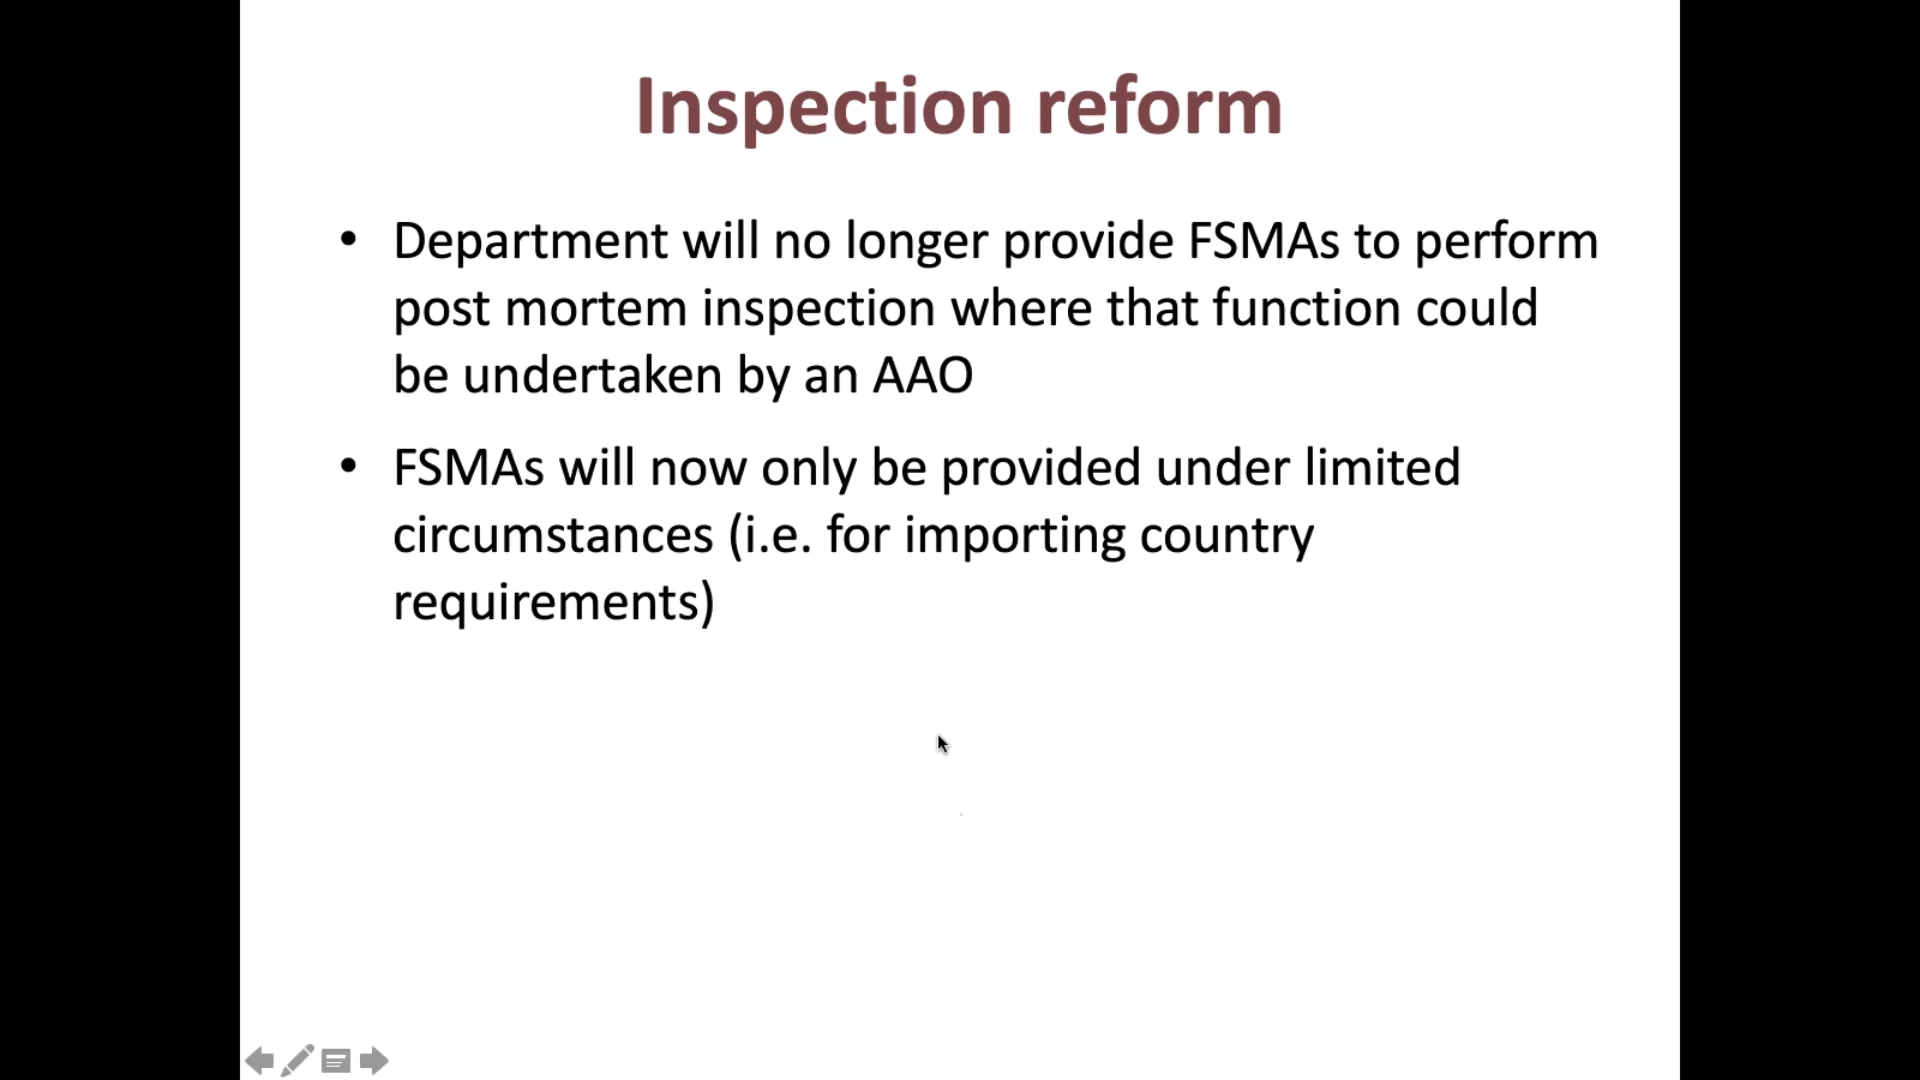 Inspection reform
• Department will no longer provide FSMAs to perform
post mortem inspection where that function could
be undertaken by an AAO
• FSMAs will now only be provided under limited
circumstances (i.e. for importing country
requirements)